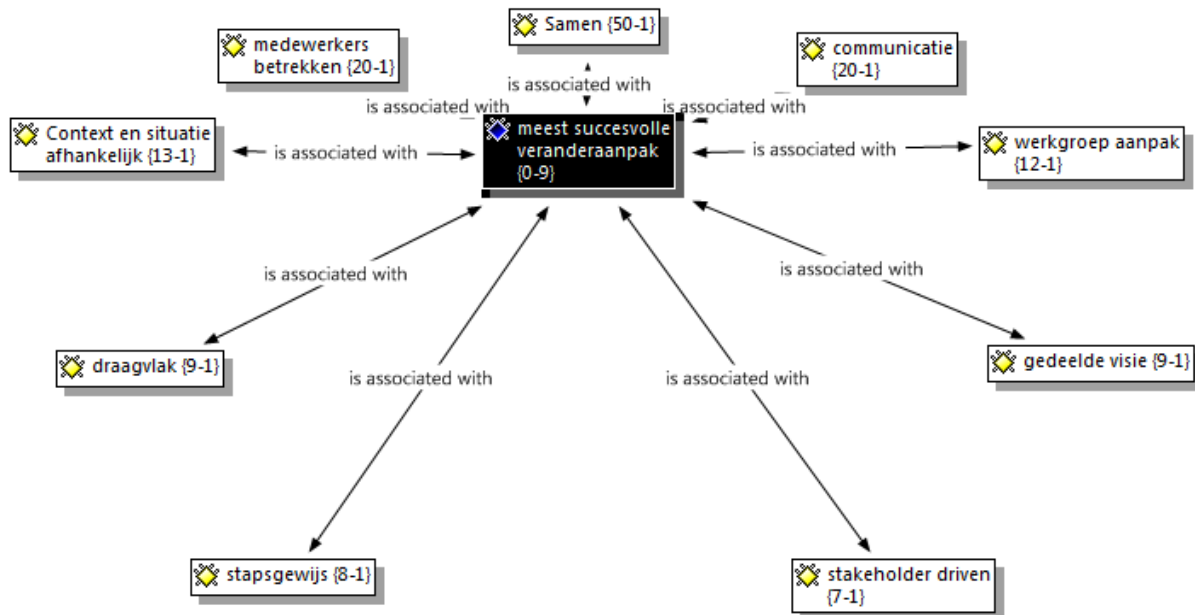 Samen {50-1}
medewerkers
betrekken {20-1}
communicatie
{20-1}
is associated with
is associated with
is associated with
Context en situatie
afhankelijk {13-1}
is associated with
meest succesvolle
veranderaanpak
{0-9}
is associated with
werkgroep aanpak
{12-1}
is associated with
is associated with
draagvlak {9-1}
gedeelde visie {9-1}
is associated with
is associated with
stapsgewijs {8-1}
stakeholder driven
{7-1}